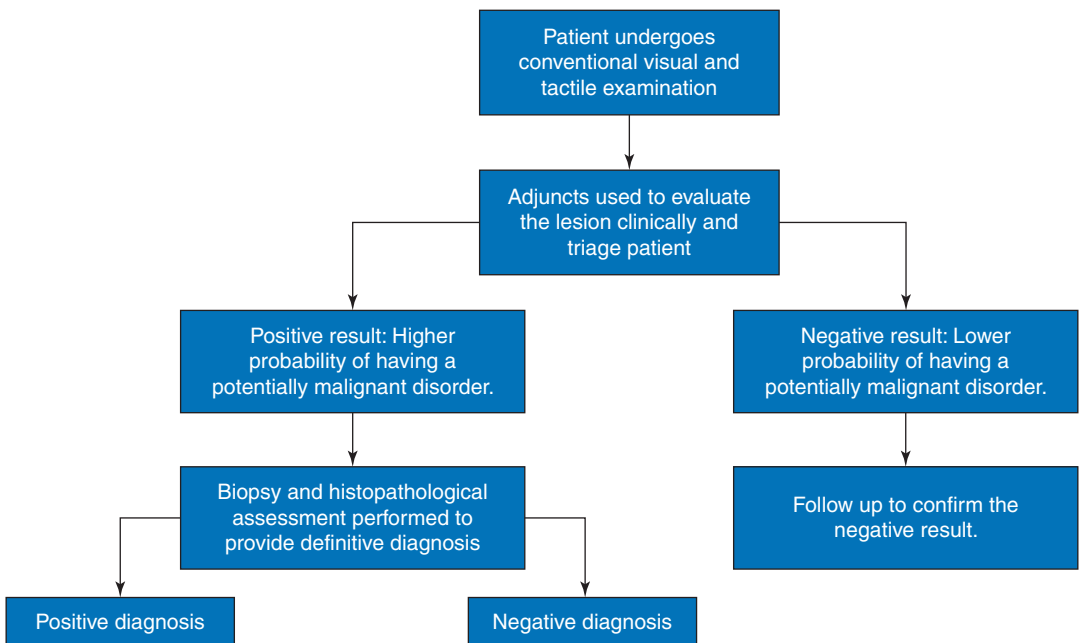 Patient undergoes
conventional visual and
tactile examination
Adjuncts used to evaluate
the lesion clinically and
triage patient
Positive result: Higher
probability of having a
potentially malignant disorder.
Negative result: Lower
probability of having a
potentially malignant disorder.
Biopsy and histopathological
assessment performed to
provide definitive diagnosis
Follow up to confirm the
negative result.
Positive diagnosis
Negative diagnosis